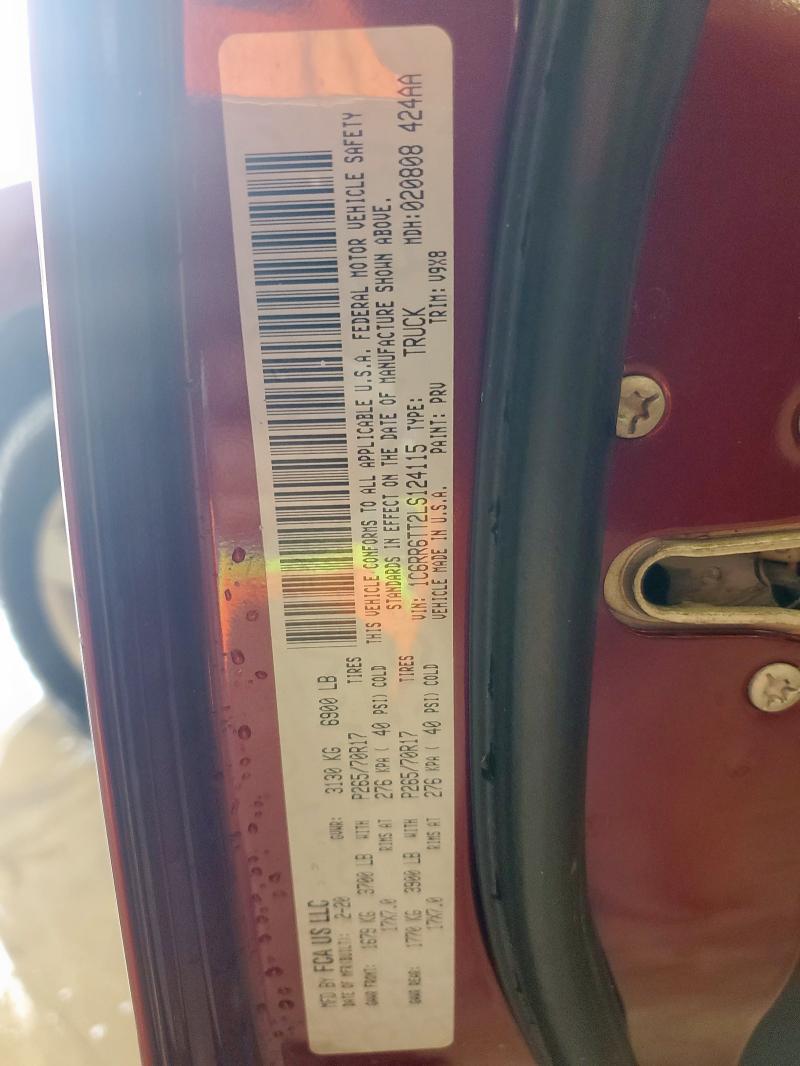 MFD BY FCA US LLC
DATE OF MFR(BUILT): 2-20 GVWR: 3130 KG 6900 LB
GAWR FRONT: 1679 KG 3700 LB WITH P265/70R17 TIRES
17X7.0 RIMS AT 276 KPA ( 40 PSI) COLD
GAWR REAR: 1770 KG 3900 LB WITH P265/70R17 TIRES
17X7.0 RIMS AT 276 KPA ( 40 PSI) COLD
THIS VEHICLE CONFORMS TO ALL APPLICABLE U.S.A. FEDERAL MOTOR VEHICLE SAFETY
STANDARDS IN EFFECT ON THE DATE OF MANUFACTURE SHOWN ABOVE.
VIN: 1C6RR6TT2LS124115 TYPE: TRUCK MDH:020808 424AA
VEHICLE MADE IN U.S.A. PAINT: PRV TRIM: V9X8